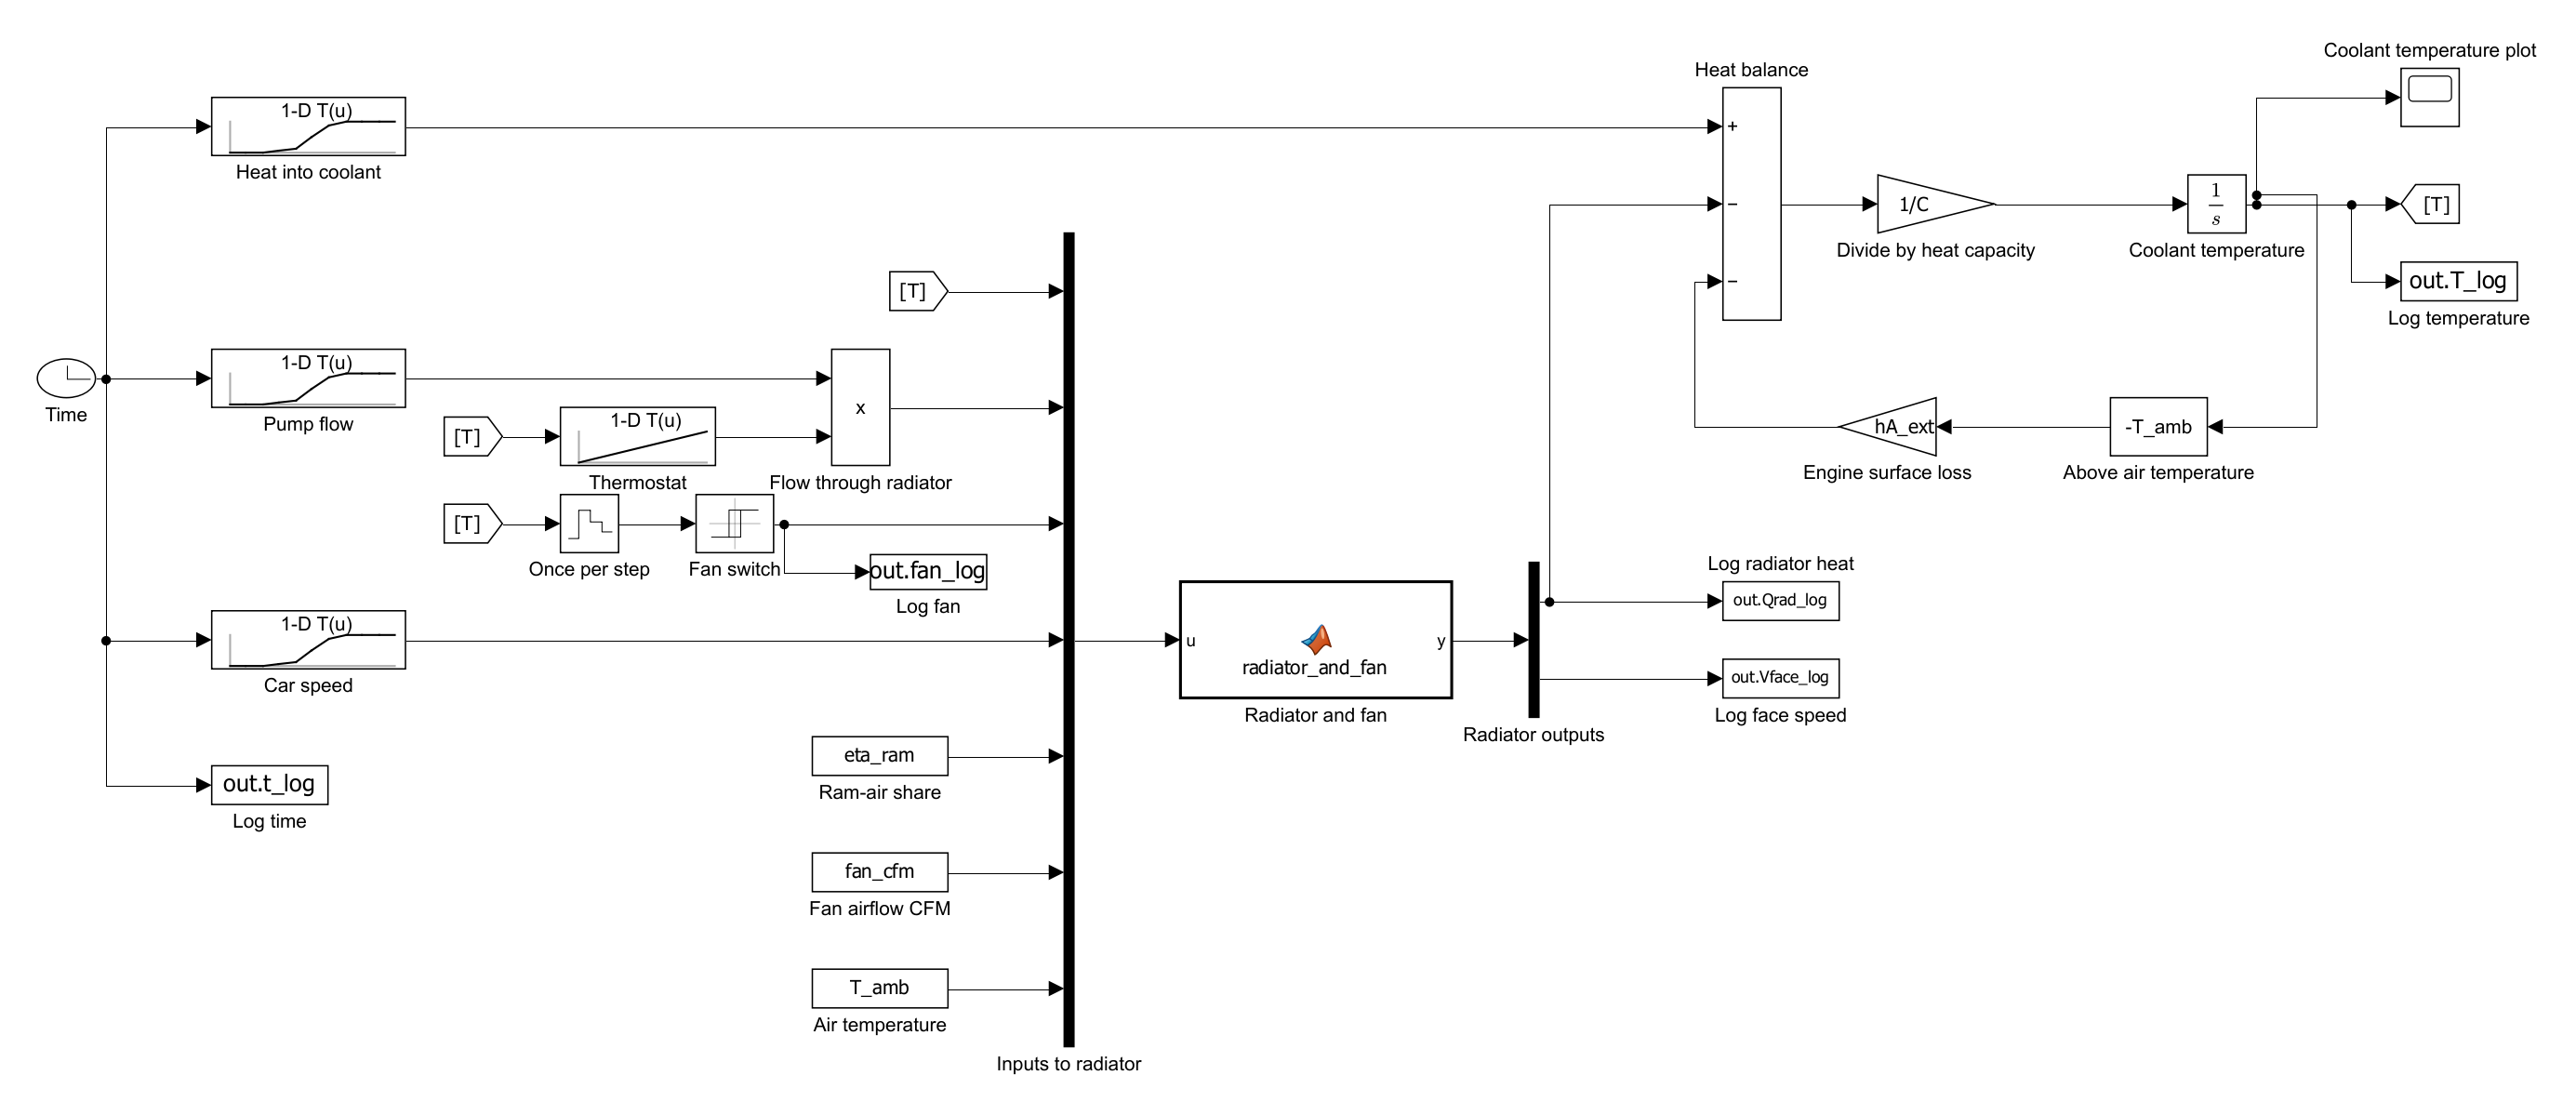 Coolant temperature plot
Heat balance
1-D T(u)
Heat into coolant
+
−
−
1/C
Divide by heat capacity
1
s
Coolant temperature
[T]
out.T_log
Log temperature
[T]
Time
1-D T(u)
Pump flow
[T]
1-D T(u)
Thermostat
x
Flow through radiator
hA_ext
Engine surface loss
-T_amb
Above air temperature
[T]
Once per step
Fan switch
out.fan_log
Log fan
1-D T(u)
Car speed
u
radiator_and_fan
y
Radiator and fan
Radiator outputs
Log radiator heat
out.Qrad_log
out.Vface_log
Log face speed
out.t_log
Log time
eta_ram
Ram-air share
fan_cfm
Fan airflow CFM
T_amb
Air temperature
Inputs to radiator